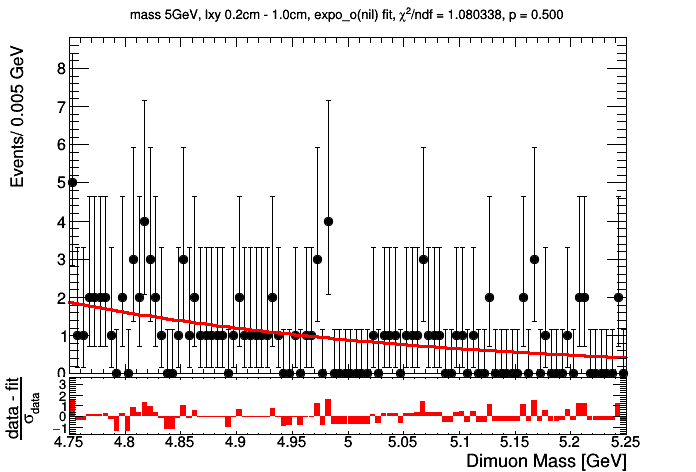 mass 5GeV, lxy 0.2cm - 1.0cm, expo_o(nil) fit, χ²/ndf = 1.080338, p = 0.500
Events/ 0.005 GeV
8
7
6
5
4
3
2
1
0
data - fit
σdata
3
2
1
0
−1
4.75 4.8 4.85 4.9 4.95 5 5.05 5.1 5.15 5.2 5.25
Dimuon Mass [GeV]